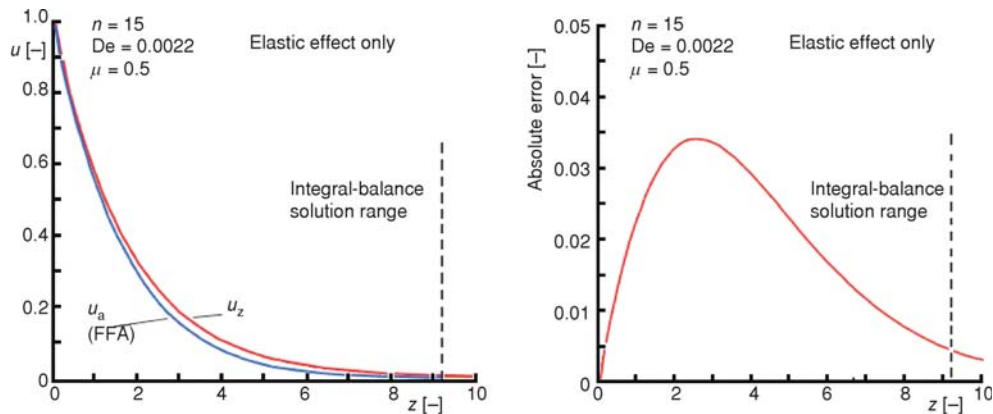 1.0
u [–]
0.8
0.6
0.4
0.2
0
n = 15
De = 0.0022
μ = 0.5
Elastic effect only
Integral-balance
solution range
u_a
(FFA)
u_z
0
2
4
6
8
z [–]
10
Absolute error [–]
0.05
0.04
0.03
0.02
0.01
0
n = 15
De = 0.0022
μ = 0.5
Elastic effect only
Integral-balance
solution range
0
2
4
6
8
z [–]
10